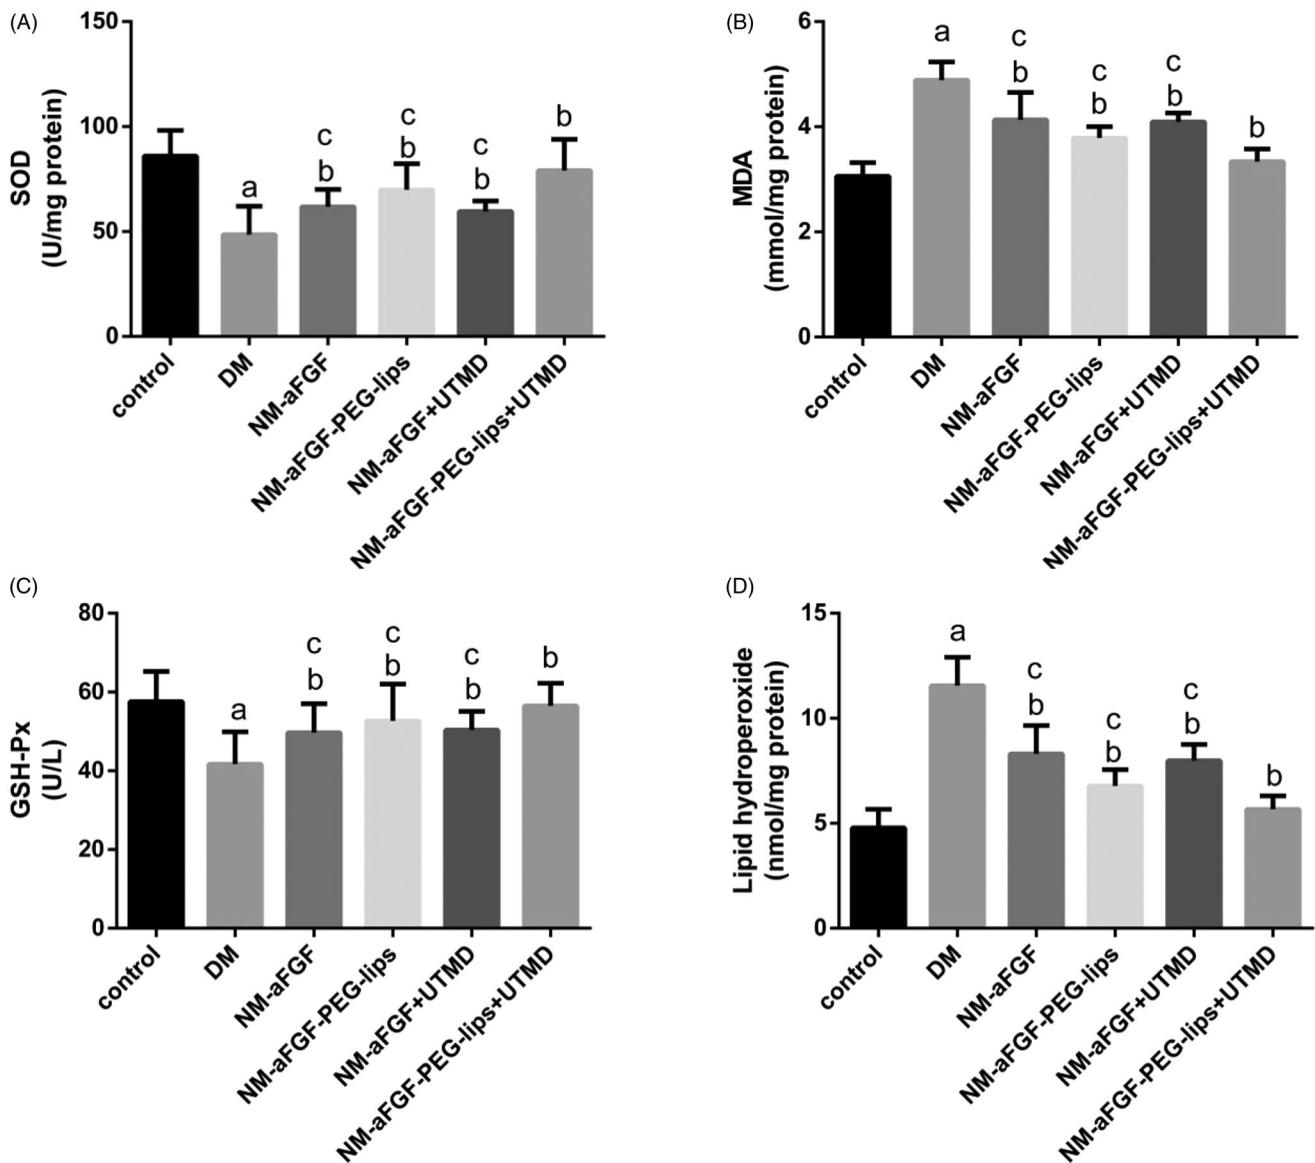 (A)
SOD
(U/mg protein)
150
100
50
0
a
c
b
c
b
c
b
b
control
DM
NM-aFGF
NM-aFGF-PEG-lips
NM-aFGF+UTMD
NM-aFGF-PEG-lips+UTMD
(B)
MDA
(mmol/mg protein)
6
4
2
0
a
c
b
c
b
c
b
b
control
DM
NM-aFGF
NM-aFGF-PEG-lips
NM-aFGF+UTMD
NM-aFGF-PEG-lips+UTMD
(C)
GSH-Px
(U/L)
80
60
40
20
0
a
c
b
c
b
c
b
b
control
DM
NM-aFGF
NM-aFGF-PEG-lips
NM-aFGF+UTMD
NM-aFGF-PEG-lips+UTMD
(D)
Lipid hydroperoxide
(nmol/mg protein)
15
10
5
0
a
c
b
c
b
c
b
b
control
DM
NM-aFGF
NM-aFGF-PEG-lips
NM-aFGF+UTMD
NM-aFGF-PEG-lips+UTMD